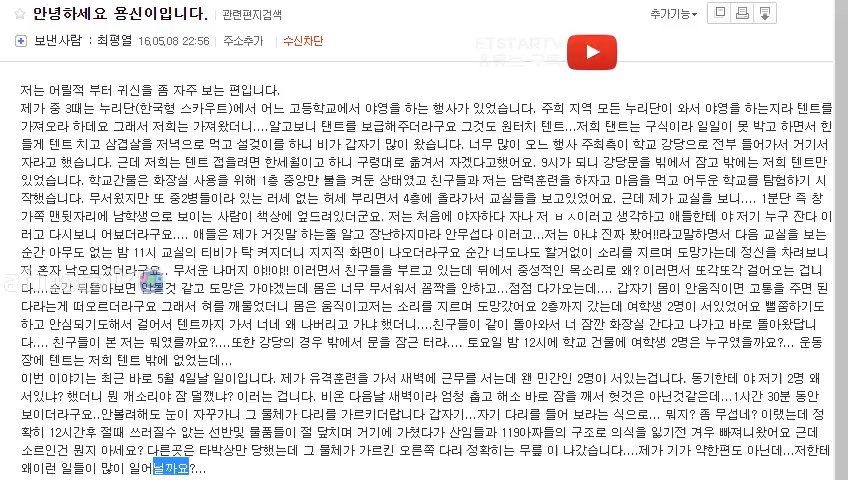 안녕하세요 용신이입니다. 관련편지검색 추가기능
보낸사람 : 최평열 16.05.08 22:56 주소추가 수신차단
ETSTARTV
저는 어릴적 부터 귀신을 좀 자주 보는 편입니다.
제가 중 3때는 누리단(한국형 스카우트)에서 어느 고등학교에서 야영을 하는 행사가 있었습니다. 주희 지역 모든 누리단이 와서 야영을 하는지라 텐트를
가져오라 하데요 그래서 저희는 가져왔더니....알고보니 탠트를 보급해주더라구요 그것도 원터치 텐트...저희 탠트는 구식이라 일일이 못 박고 하면서 힌
들게 텐트 치고 삼겹살을 저녁으로 먹고 설겆이를 하니 비가 갑자기 많이 왔습니다. 너무 많이 오느 행사 주최측이 학교 강당으로 전부 들어가서 거기서
자라고 했습니다. 근데 저희는 텐트 접을려면 한세월이고 하니 구령대로 옮겨서 자겠다고했어요. 9시가 되니 강당문을 밖에서 잠고 밖에는 저희 텐트만
있었습니다. 학교간물은 화장실 사용을 위해 1층 중앙만 불을 켜둔 상태였고 친구들과 저는 담력훈련을 하자고 마음을 먹고 어두운 학교를 탐험하기 시
작했습니다. 무서웠지만 또 중2병들이라 있는 러세 없는 허세 부리면서 4층에 올라가서 교실들을 보고있었어요. 근데 제가 교실을 보니.... 1분단 즉 창
가쪽 맨뒷자리에 남학생으로 보이는 사람이 책상에 엎드려있더군요. 저는 처음에 야자하다 자나 저 ㅂㅅ이러고 생각하고 애들한테 야 저기 누구 잔다 이
러고 다시보니 어보더라구요.... 애들은 제가 거짓말 하는줄 알고 장난하지마라 안무섭다 이러고...저는 아냐 진짜 봤어!!라고말하면서 다음 교실을 보는
순간 아무도 없는 밤 11시 교실의 티비가 탁 켜지더니 지지직 화면이 나오더라구요 순간 너도나도 할거없이 소리를 지르며 도망가는데 정신을 차려보니
저 혼자 낙오되었더라구요. 무서운 나머지 야!!야!! 이러면서 친구들을 부르고 있는데 뒤에서 중성적인 목소리로 왜? 이러면서 또각또각 걸어오는 겁니
다. 순간 뒤를 돌아보면 것 같고 도망은 가야겠는데 몸은 너무 무서워서 꼼짝을 안하고...점점 다가오는데.... 갑자기 몸이 안움직이면 고통을 주면 된
다라는게 떠오르더라구요 그래서 혀를 깨물었더니 몸은 움직이고저는 소리를 지르며 도망갔어요 2층까지 갔는데 여학생 2명이 서있었어요 뻘쭘하기도
하고 안심되기도해서 걸어서 텐트까지 가서 너네 왜 나버리고 가냐 했더니....친구들이 같이 돌아와서 너 잠깐 화장실 간다고 나가고 바로 돌아왔답니
다.... 친구들이 본 저는 뭐였를까요?....또한 강당의 경우 밖에서 문을 잠근 터라.... 토요일 밤 12시에 학교 건물에 여학생 2명은 누구였을까요?... 운동
장에 텐트는 저희 텐트 밖에 없었는데...
이번 이야기는 최근 바로 5월 4일날 일이입니다. 제가 유격훈련을 가서 새벽에 근무를 서는데 왠 민간인 2명이 서있는겁니다. 동기한테 야 저기 2명 왜
서있냐? 했더니 뭔 개소리야 잠 덜깼냐? 이러는 겁니다. 비온 다음날 새벽이라 엄청 춥고 해소 바로 잠을 깨서 헛것은 아닌것같은데...1시간 30분 동안
보이더라구요..안볼려해도 눈이 자꾸가니 그 물체가 다리를 가르키더랍니다 갑자기...자기 다리를 들어 보라는 식으로... 뭐지? 좀 무섭네? 이랬는데 정
확히 12시간후 절때 쓰러질수 없는 선반및 물품들이 절 덮치며 거기에 가쳤다가 산임들과 119아짜들의 구조로 의식을 잃기전 겨우 빠져나왔어요 근데
소르인건 뭔지 아세요? 다른곳은 타박상만 당했는데 그 물체가 가르킨 오른쪽 다리 정확히는 무릎 이 나갔습니다....제가 기가 약한편도 아닌데...저한테
왜이런 일들이 많이 일어날까요?...